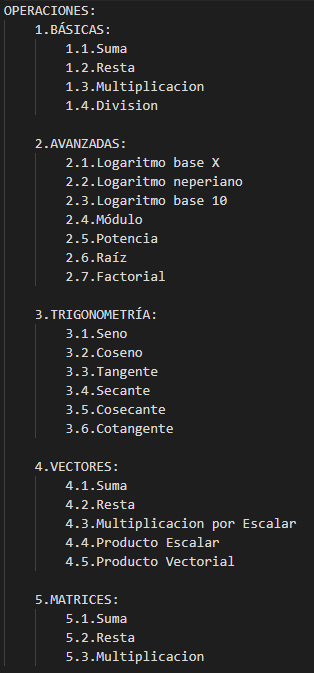 OPERACIONES:
1.BÁSICAS:
1.1.Suma
1.2.Resta
1.3.Multiplicacion
1.4.Division
2.AVANZADAS:
2.1.Logaritmo base X
2.2.Logaritmo neperiano
2.3.Logaritmo base 10
2.4.Módulo
2.5.Potencia
2.6.Raíz
2.7.Factorial
3.TRIGONOMETRÍA:
3.1.Seno
3.2.Coseno
3.3.Tangente
3.4.Secante
3.5.Cosecante
3.6.Cotangente
4.VECTORES:
4.1.Suma
4.2.Resta
4.3.Multiplicacion por Escalar
4.4.Producto Escalar
4.5.Producto Vectorial
5.MATRICES:
5.1.Suma
5.2.Resta
5.3.Multiplicacion